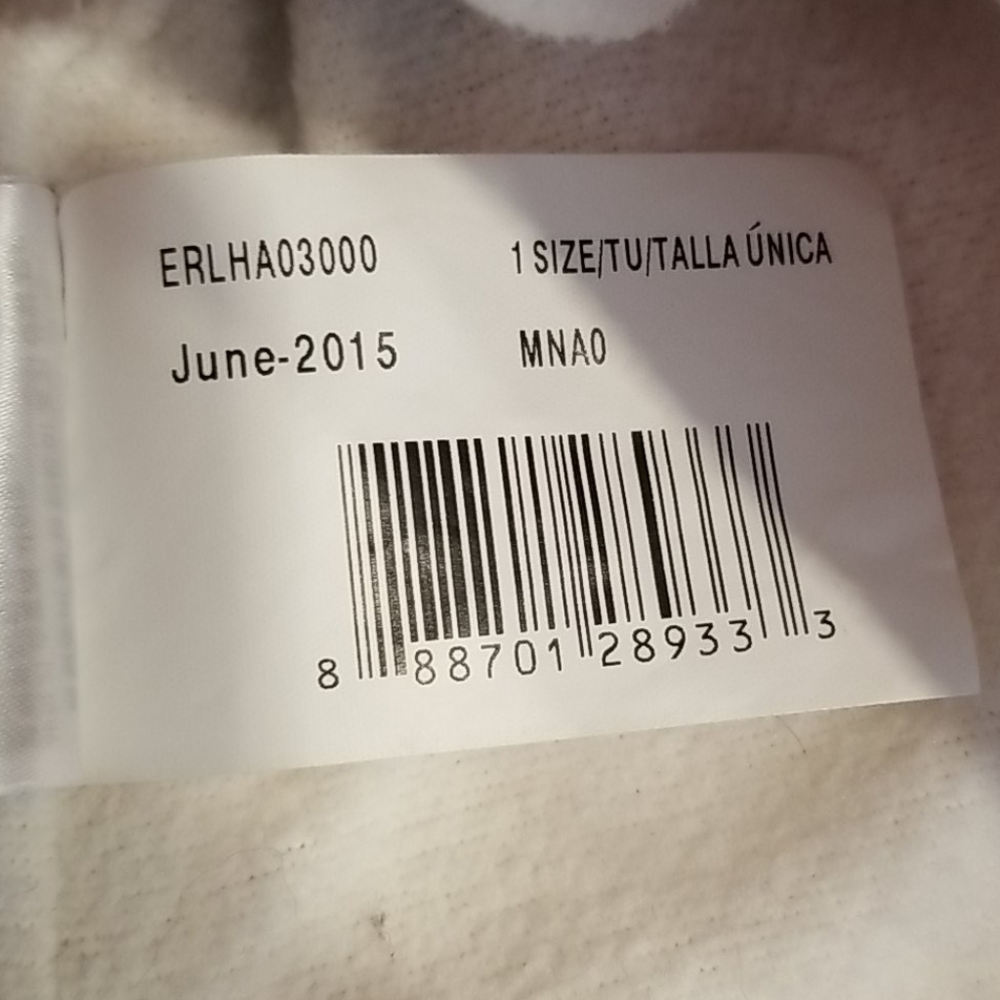 ERLHA03000 1 SIZE/TU/TALLA ÚNICA
June-2015 MNA0
8 88701 28933 3